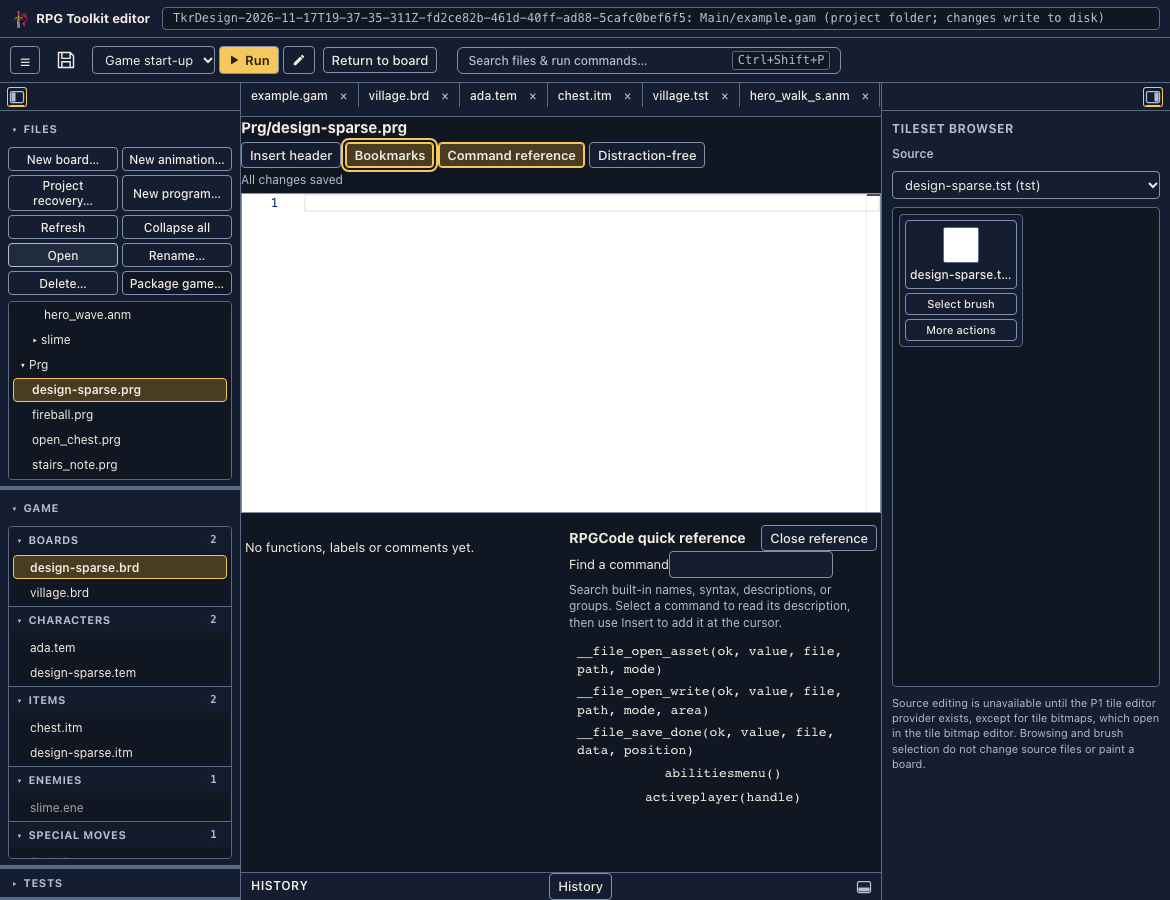 RPG Toolkit editor
TkrDesign-2026-11-17T19-37-35-311Z-fd2ce82b-461d-40ff-ad88-5cafc0bef6f5: Main/example.gam (project folder; changes write to disk)
Game start-up
Run
Return to board
Search files & run commands...
Ctrl+Shift+P
FILES
New board...
New animation...
Project recovery...
New program...
Refresh
Collapse all
Open
Rename...
Delete...
Package game...
hero_wave.anm
slime
Prg
design-sparse.prg
fireball.prg
open_chest.prg
stairs_note.prg
GAME
BOARDS 2
design-sparse.brd
village.brd
CHARACTERS 2
ada.tem
design-sparse.tem
ITEMS 2
chest.itm
design-sparse.itm
ENEMIES 1
slime.ene
SPECIAL MOVES 1
TESTS
example.gam ×
village.brd ×
ada.tem ×
chest.itm ×
village.tst ×
hero_walk_s.anm ×
Prg/design-sparse.prg
Insert header
Bookmarks
Command reference
Distraction-free
All changes saved
1
No functions, labels or comments yet.
RPGCode quick reference
Close reference
Find a command
Search built-in names, syntax, descriptions, or
groups. Select a command to read its description,
then use Insert to add it at the cursor.
__file_open_asset(ok, value, file,
path, mode)
__file_open_write(ok, value, file,
path, mode, area)
__file_save_done(ok, value, file,
data, position)
abilitiesmenu()
activeplayer(handle)
HISTORY
History
TILESET BROWSER
Source
design-sparse.tst (tst)
design-sparse.t...
Select brush
More actions
Source editing is unavailable until the P1 tile editor
provider exists, except for tile bitmaps, which open
in the tile bitmap editor. Browsing and brush
selection do not change source files or paint a
board.